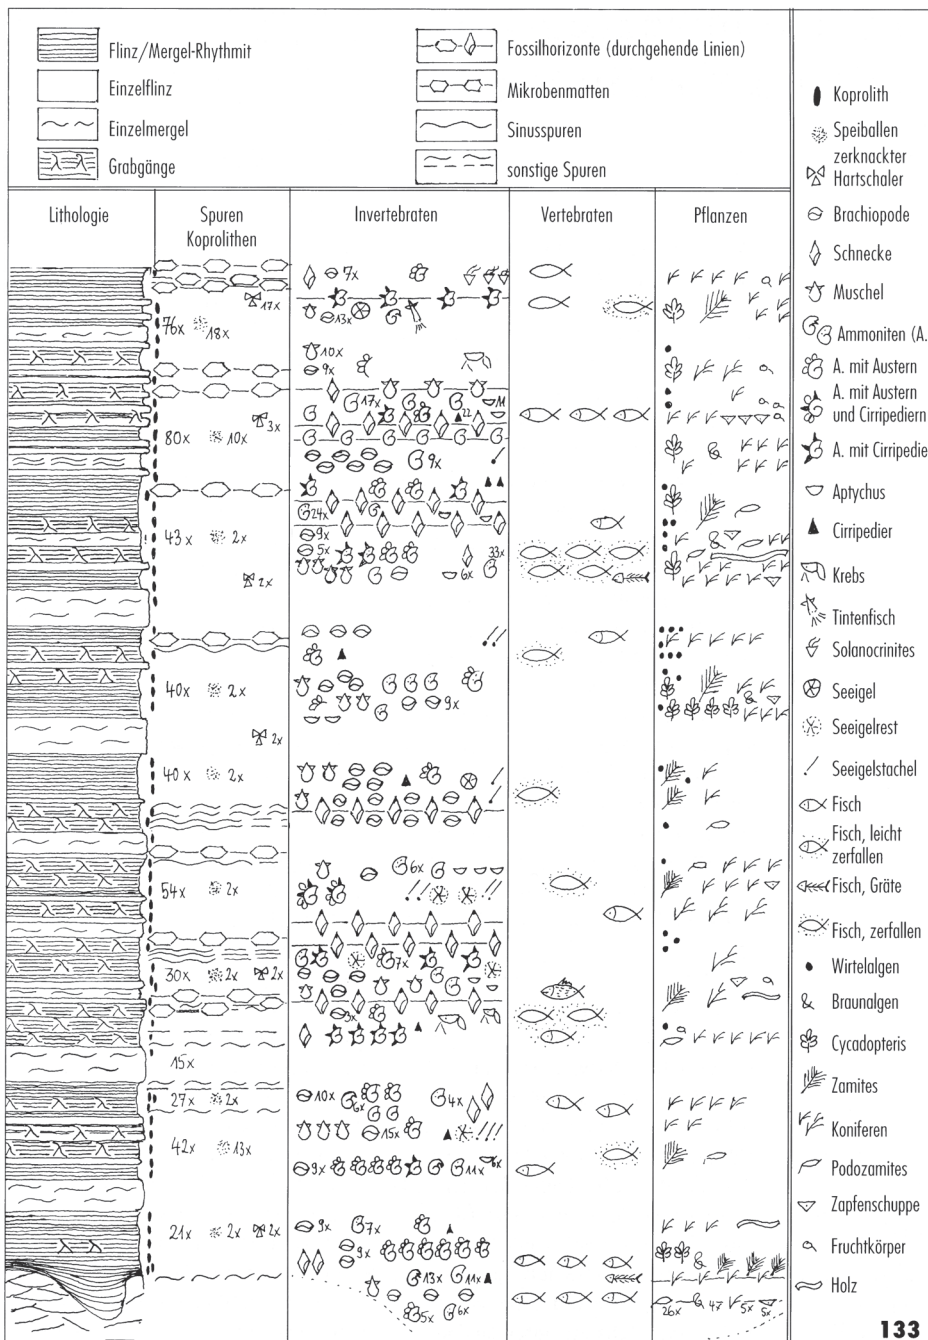 Flinz/Mergel-Rhythmit
Einzelflinz
Einzelmergel
Grabgänge
Fossilhorizonte (durchgehende Linien)
Mikrobenmatten
Sinusspuren
sonstige Spuren
Lithologie
Spuren
Koprolithen
Invertebraten
Vertebraten
Pflanzen
7x
17x
13x
76x
18x
10x
9x
17x
11
22
3x
80x
10x
9x
24x
9x
43x
2x
5x
33x
2x
6x
40x
2x
9x
2x
40x
2x
6x
54x
2x
7x
30x
2x
2x
3x
15x
10x
4x
27x
2x
6x
15x
42x
13x
9x
11x
6x
9x
7x
21x
2x
2x
9x
13x
11x
5x
6x
26x
47
5x
5x
Koprolith
Speiballen
zerknackter
Hartschaler
Brachiopode
Schnecke
Muschel
Ammoniten (A.
A. mit Austern
A. mit Austern
und Cirripediern
A. mit Cirripedie
Aptychus
Cirripedier
Krebs
Tintenfisch
Solanocrinites
Seeigel
Seeigelrest
Seeigelstachel
Fisch
Fisch, leicht
zerfallen
Fisch, Gräte
Fisch, zerfallen
Wirtelalgen
Braunalgen
Cycadopteris
Zamites
Koniferen
Podozamites
Zapfenschuppe
Fruchtkörper
Holz
133